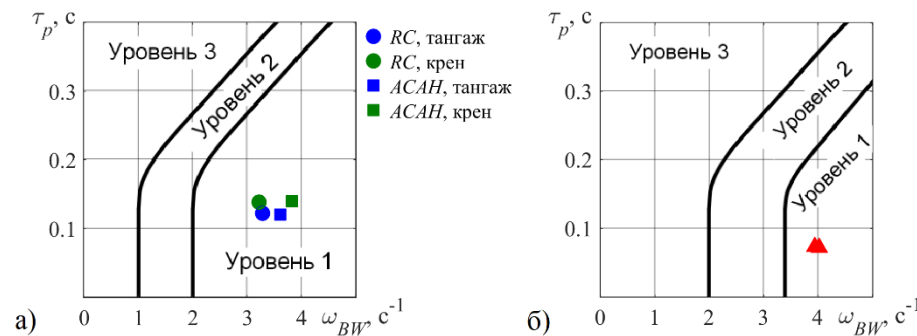 τp, с
0.3
0.2
0.1
Уровень 3
Уровень 2
Уровень 1
0 1 2 3 4 ωBW, с-1
а)
RC, тангаж
RC, крен
ACAH, тангаж
ACAH, крен
τp, с
0.3
0.2
0.1
Уровень 3
Уровень 2
Уровень 1
0 1 2 3 4 ωBW, с-1
б)